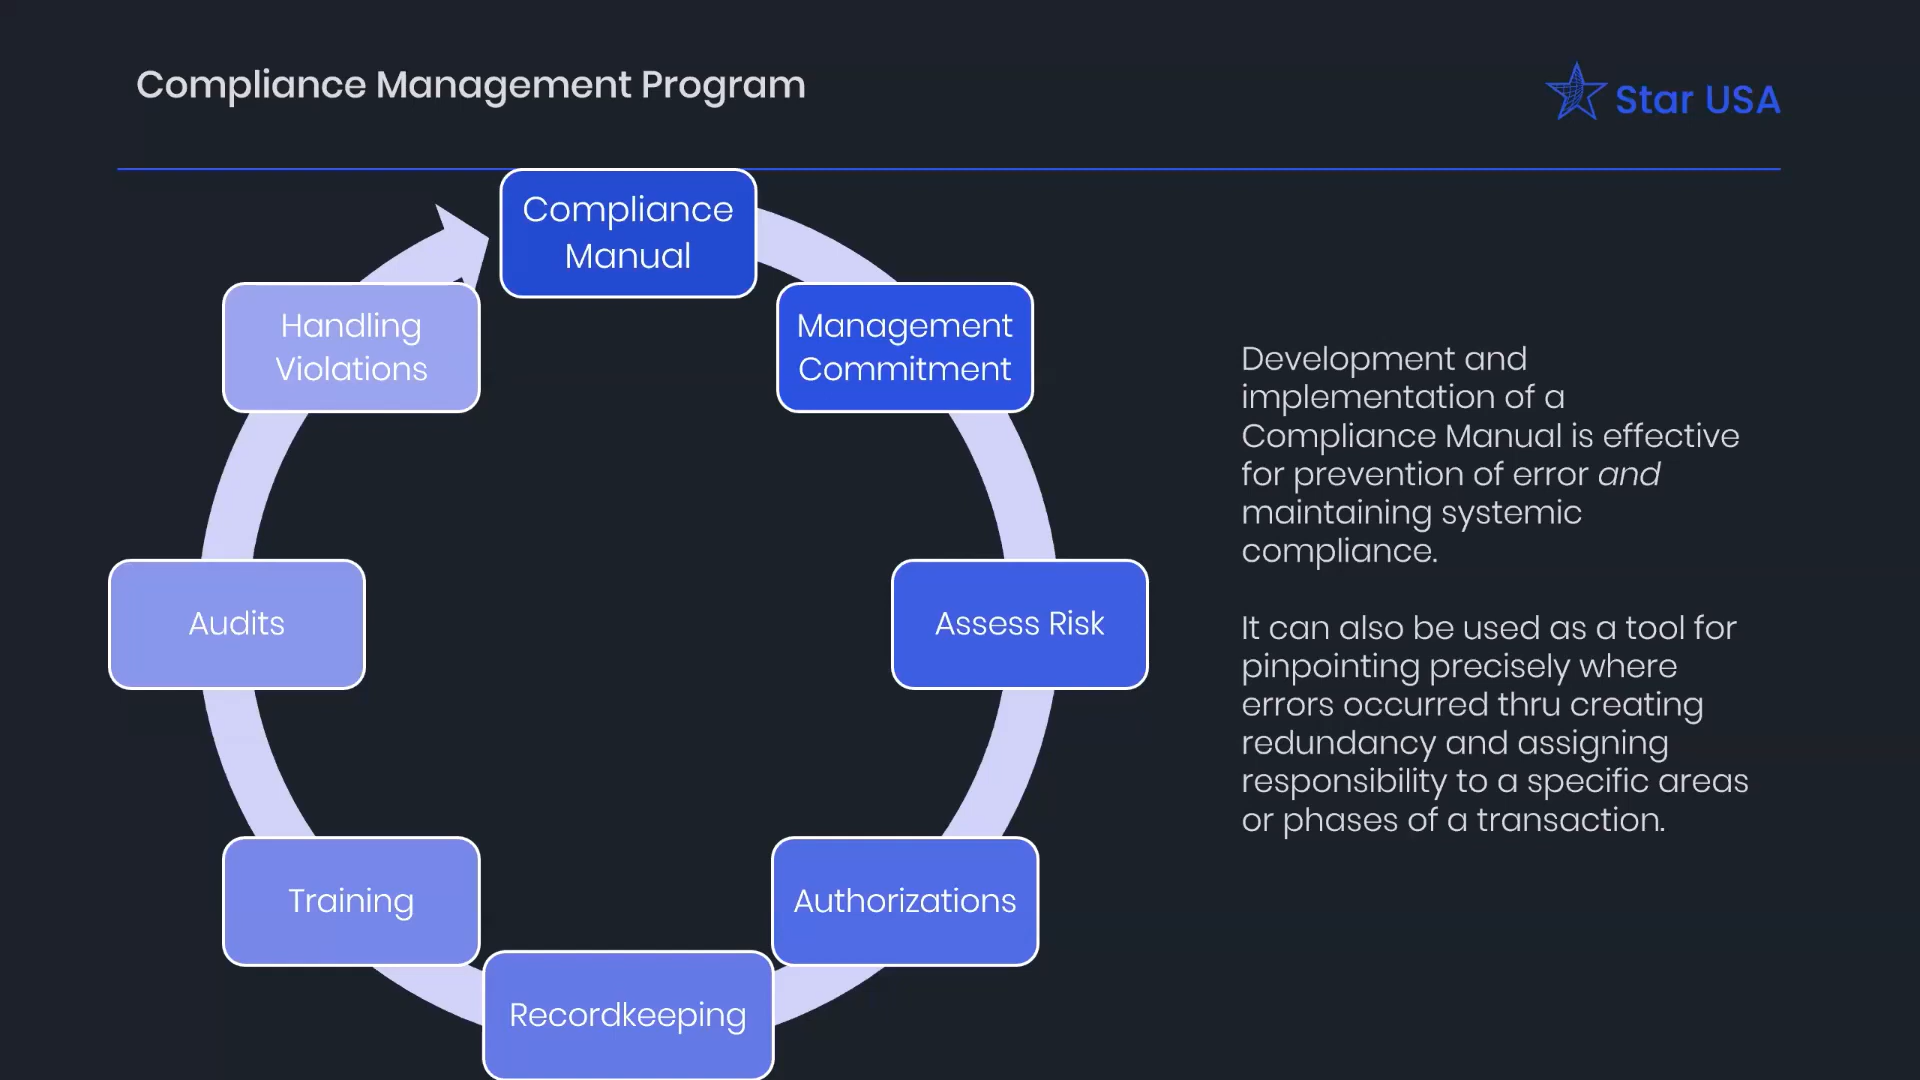 Compliance Management Program
Star USA
Compliance
Manual
Management
Commitment
Assess Risk
Authorizations
Recordkeeping
Training
Audits
Handling
Violations
Development and
implementation of a
Compliance Manual is effective
for prevention of error and
maintaining systemic
compliance.
It can also be used as a tool for
pinpointing precisely where
errors occurred thru creating
redundancy and assigning
responsibility to a specific areas
or phases of a transaction.